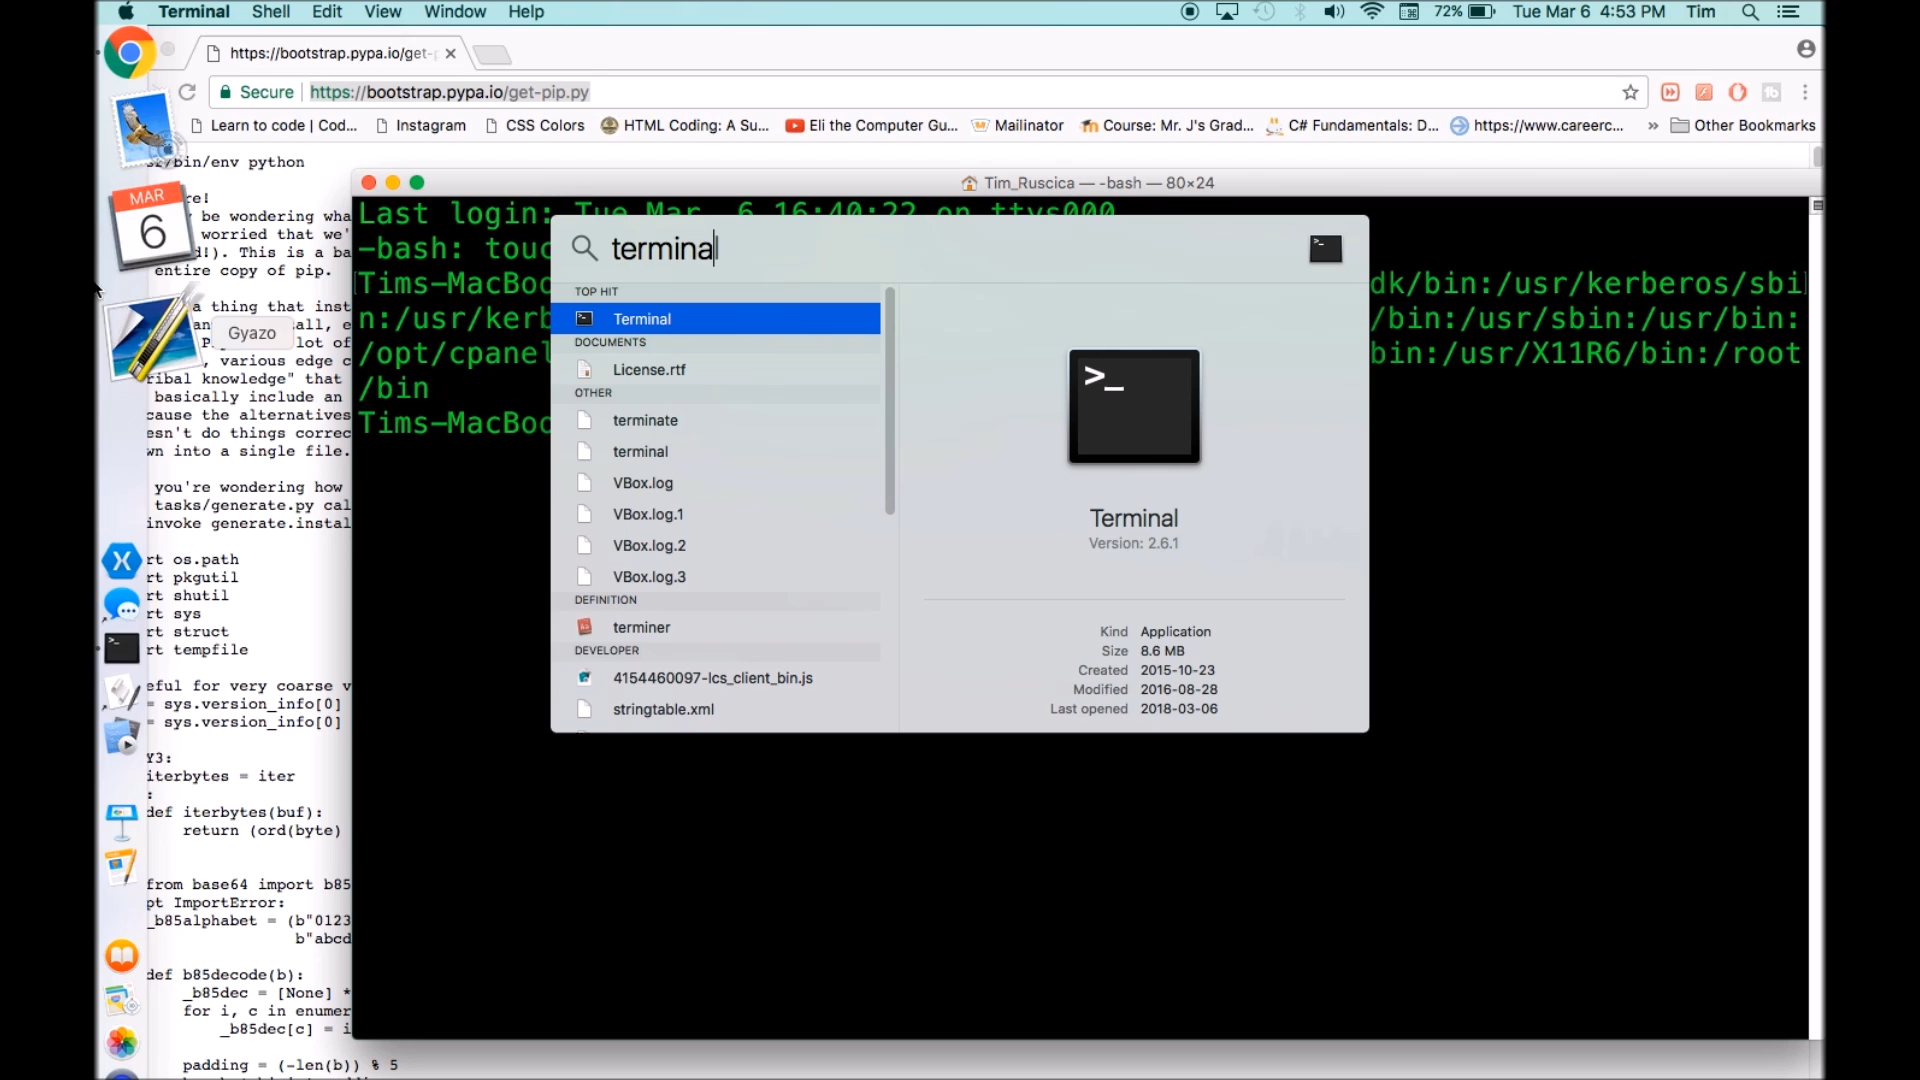 Terminal Shell Edit View Window Help 72% Tue Mar 6 4:53 PM Tim
https://bootstrap.pypa.io/get-p
Secure https://bootstrap.pypa.io/get-pip.py
Learn to code | Cod... Instagram CSS Colors HTML Coding: A Su... Eli the Computer Gu... Mailinator Course: Mr. J's Grad... C# Fundamentals: D... https://www.careerc... » Other Bookmarks
/bin/env python
Tim_Ruscica — -bash — 80×24
MAR
6
re!
be wondering wha
worried that we'
!). This is a ba
entire copy of pip.
a thing that inst
all, e
Gyazo
lot of
, various edge c
ribal knowledge" that
basically include an
cause the alternatives
esn't do things correc
wn into a single file.
you're wondering how
tasks/generate.py cal
invoke generate.instal
rt os.path
rt pkgutil
rt shutil
rt sys
rt struct
rt tempfile
eful for very coarse v
= sys.version_info[0]
= sys.version_info[0]
Y3:
iterbytes = iter
:
def iterbytes(buf):
return (ord(byte)
from base64 import b85
pt ImportError:
_b85alphabet = (b"0123
b"abcd
def b85decode(b):
_b85dec = [None] *
for i, c in enumer
_b85dec[c] = i
padding = (-len(b)) % 5
Last login: Tue Mar 6 16:40:22 on ttys000
-bash: touc
Tims-MacBoo dk/bin:/usr/kerberos/sbi
n:/usr/kerb /bin:/usr/sbin:/usr/bin:
/opt/cpanel bin:/usr/X11R6/bin:/root
/bin
Tims-MacBoo
terminal
TOP HIT
Terminal
DOCUMENTS
License.rtf
OTHER
terminate
terminal
VBox.log
VBox.log.1
VBox.log.2
VBox.log.3
DEFINITION
terminer
DEVELOPER
4154460097-lcs_client_bin.js
stringtable.xml
Terminal
Version: 2.6.1
Kind Application
Size 8.6 MB
Created 2015-10-23
Modified 2016-08-28
Last opened 2018-03-06